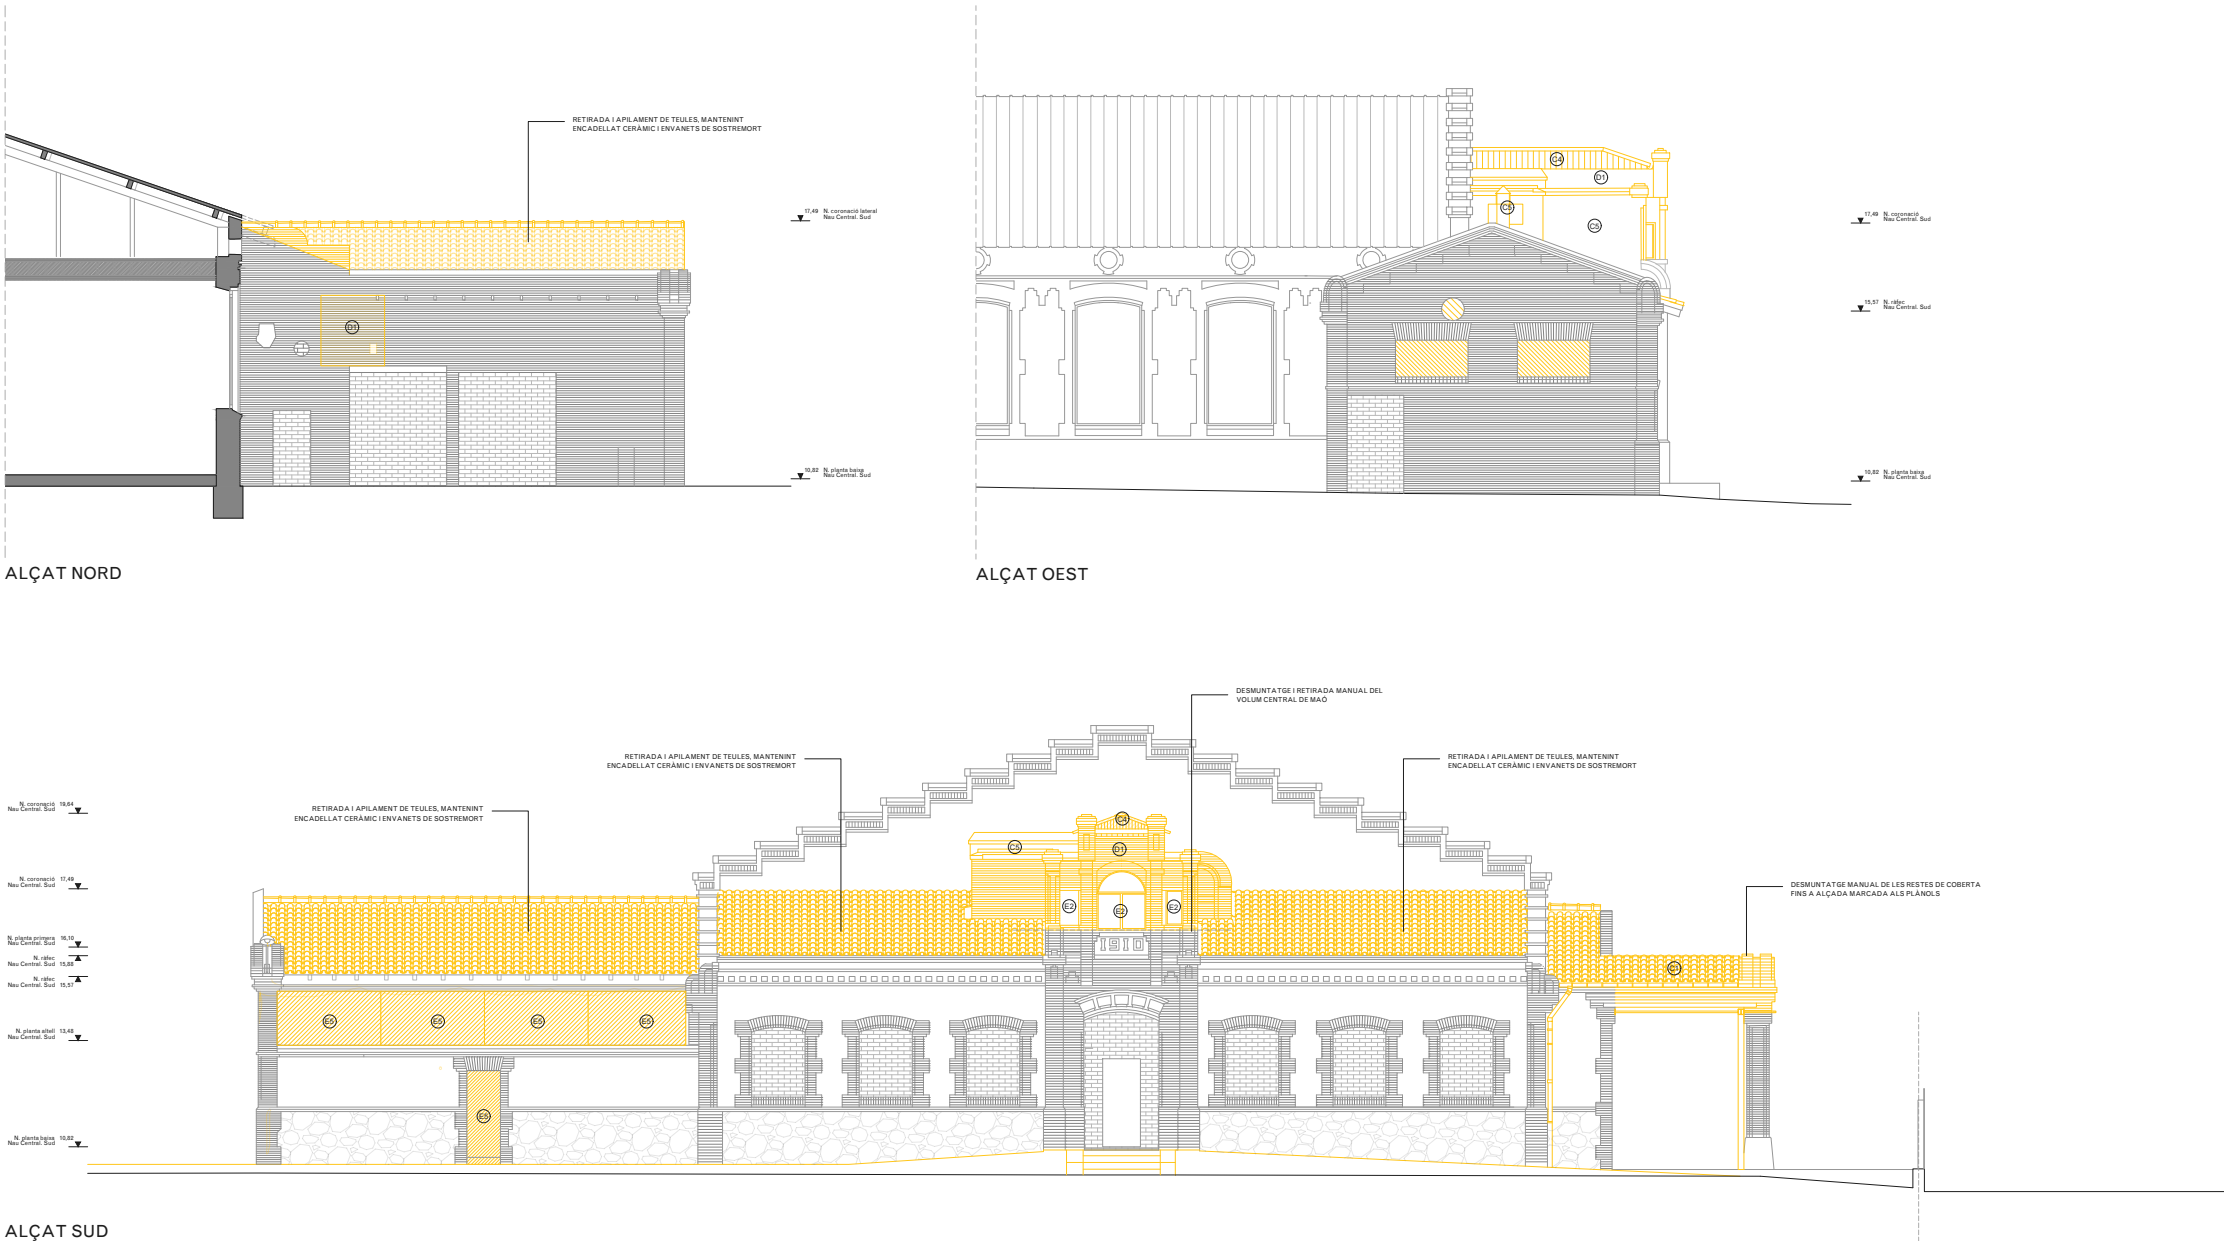 RETIRADA I APILAMENT DE TEULES, MANTENINT
ENCADELLAT CERÀMIC I ENVANETS DE SOSTREMORT
17,49 N. coronació lateral
Nau Central. Sud
D1
10,82 N. planta baixa
Nau Central. Sud
ALÇAT NORD
C4
D1
C5
C5
17,49 N. coronació
Nau Central. Sud
15,57 N. ràfec
Nau Central. Sud
10,82 N. planta baixa
Nau Central. Sud
ALÇAT OEST
DESMUNTATGE I RETIRADA MANUAL DEL
VOLUM CENTRAL DE MAÓ
RETIRADA I APILAMENT DE TEULES, MANTENINT
ENCADELLAT CERÀMIC I ENVANETS DE SOSTREMORT
RETIRADA I APILAMENT DE TEULES, MANTENINT
ENCADELLAT CERÀMIC I ENVANETS DE SOSTREMORT
RETIRADA I APILAMENT DE TEULES, MANTENINT
ENCADELLAT CERÀMIC I ENVANETS DE SOSTREMORT
DESMUNTATGE MANUAL DE LES RESTES DE COBERTA
FINS A ALÇADA MARCADA ALS PLÀNOLS
N. coronació 19,64
Nau Central. Sud
N. coronació 17,49
Nau Central. Sud
N. planta primera 16,10
Nau Central. Sud
N. ràfec
Nau Central. Sud 15,88
N. ràfec
Nau Central. Sud 15,57
N. planta altell 13,48
Nau Central. Sud
N. planta baixa 10,82
Nau Central. Sud
C4
C5
D1
E2
E2
E2
1910
C1
E5
E5
E5
E5
E5
ALÇAT SUD